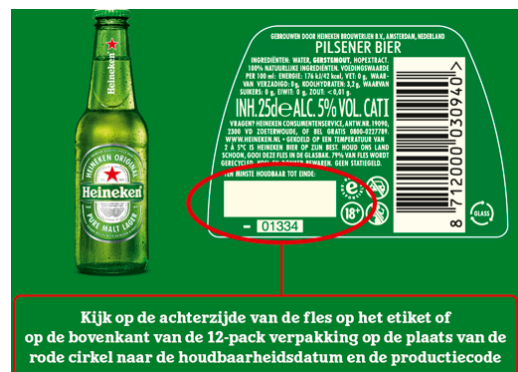 Heineken
HEINEKEN ORIGINAL
Heineken
PURE MALT LAGER
GEBROUWEN DOOR HEINEKEN BROUWERIJEN B.V., AMSTERDAM, NEDERLAND
PILSENER BIER
INGREDIËNTEN: WATER, GERSTEMOUT, HOPEXTRACT.
100% NATUURLIJKE INGREDIËNTEN. VOEDINGSWAARDE
PER 100 ml: ENERGIE: 176 kJ/42 kcal, VET: 0 g, WAAR-
VAN VERZADIGD: 0 g, KOOLHYDRATEN: 3,2 g, WAARVAN
SUIKERS: 0 g, EIWIT: 0 g, ZOUT: <0,01 g.
INH. 25cl e ALC. 5% VOL. CAT I
VRAGEN? HEINEKEN CONSUMENTENSERVICE, ANTW.NR. 19090,
2300 VD ZOETERWOUDE, OF BEL GRATIS 0800-0227789.
WWW.HEINEKEN.NL • GEKOELD OP EEN TEMPERATUUR VAN
2 À 5°C IS HEINEKEN BIER OP ZIJN BEST. HOUD ONS LAND
SCHOON, GOOI DEZE FLES IN DE GLASBAK. 79% VAN FLES WORDT
GERECYCLED. BEWAREN. GEEN STATIEGELD.
TEN MINSTE HOUDBAAR TOT EINDE:
– 01334
18+
8 712000 030940 >
GLASS
Kijk op de achterzijde van de fles op het etiket of
op de bovenkant van de 12-pack verpakking op de plaats van de
rode cirkel naar de houdbaarheidsdatum en de productiecode